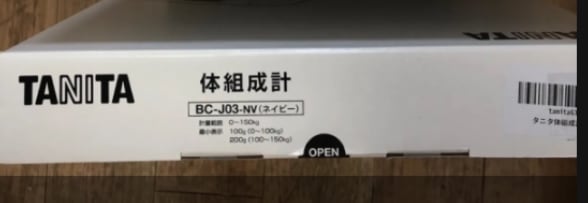 TANITA
体組成計
BC-J03-NV(ネイビー)
計量範囲 0~150kg
最小表示 100g(0~100kg)
200g(100~150kg)
OPEN
タニタ体組成